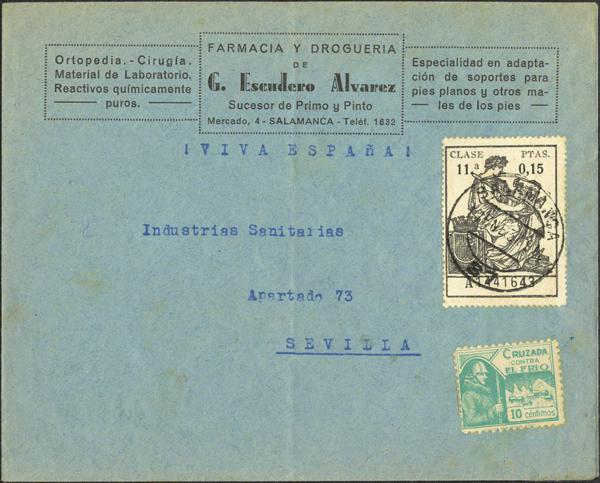 Ortopedia.-Cirugía.
Material de Laboratorio.
Reactivos químicamente
puros.
FARMACIA Y DROGUERIA
DE
G. Escudero Alvarez
Sucesor de Primo y Pinto
Mercado, 4 - SALAMANCA - Teléf. 1632
Especialidad en adapta-
ción de soportes para
pies planos y otros ma-
les de los pies
¡VIVA ESPAÑA!
Industrias Sanitarias
Apartado 73
SEVILLA
CLASE PTAS.
11.ª 0,15
SALAMANCA
A1441643
CRUZADA
CONTRA
EL FRIO
10 céntimos